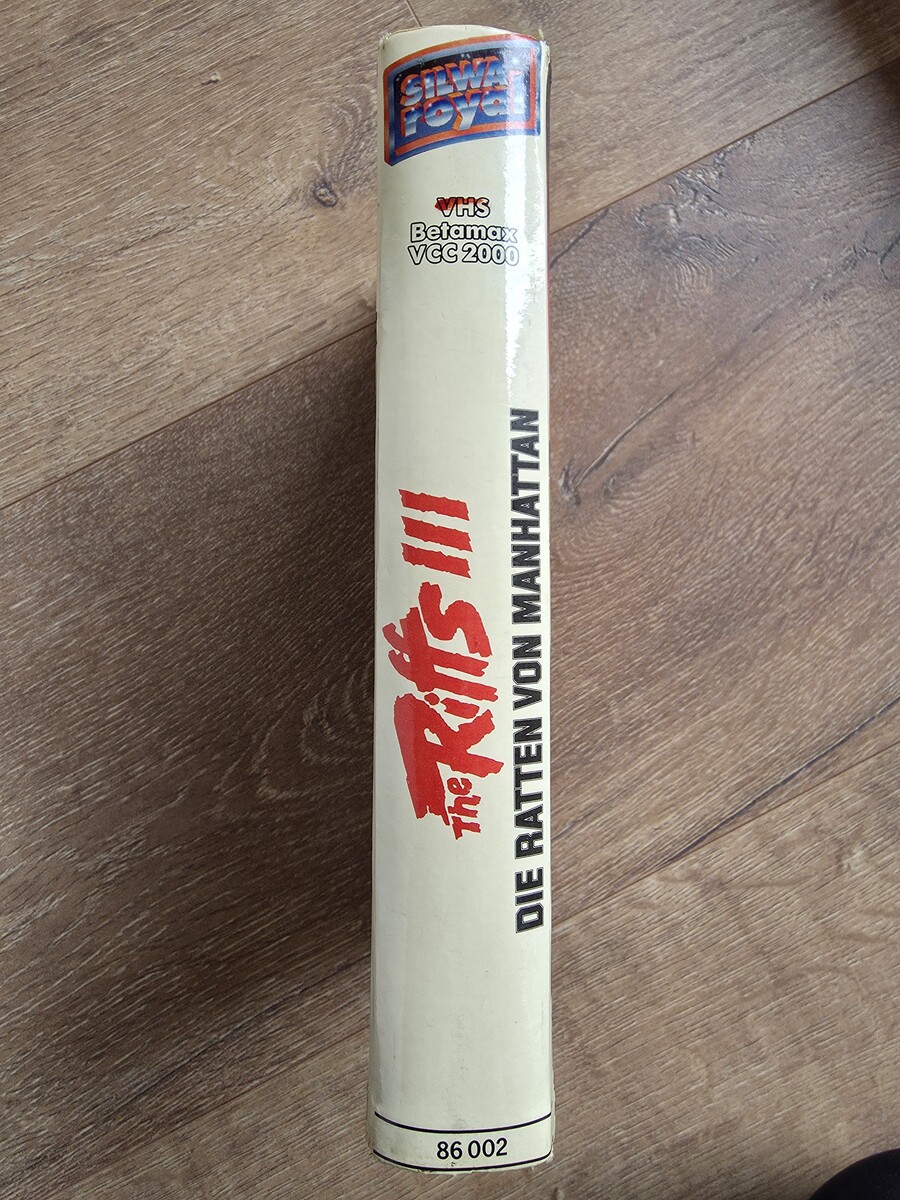 SILWA
royal
VHS
Betamax
VCC 2000
The Riffs III
DIE RATTEN VON MANHATTAN
86 002